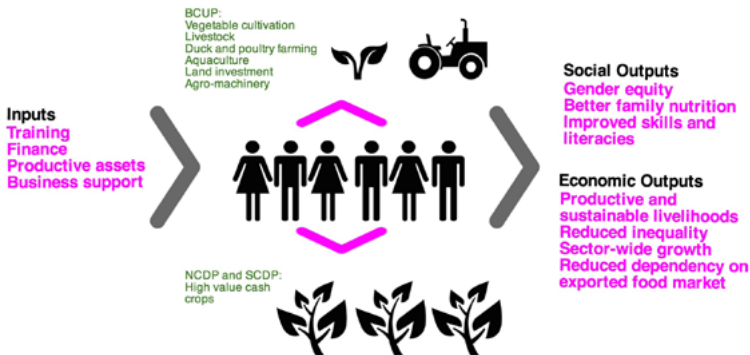 BCUP:
Vegetable cultivation
Livestock
Duck and poultry farming
Aquaculture
Land investment
Agro-machinery
Inputs
Training
Finance
Productive assets
Business support
NCDP and SCDP:
High value cash
crops
Social Outputs
Gender equity
Better family nutrition
Improved skills and
literacies
Economic Outputs
Productive and
sustainable livelihoods
Reduced inequality
Sector-wide growth
Reduced dependency on
exported food market